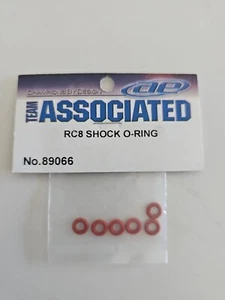 TEAM
ASSOCIATED
RC8 SHOCK O-RING
No.89066